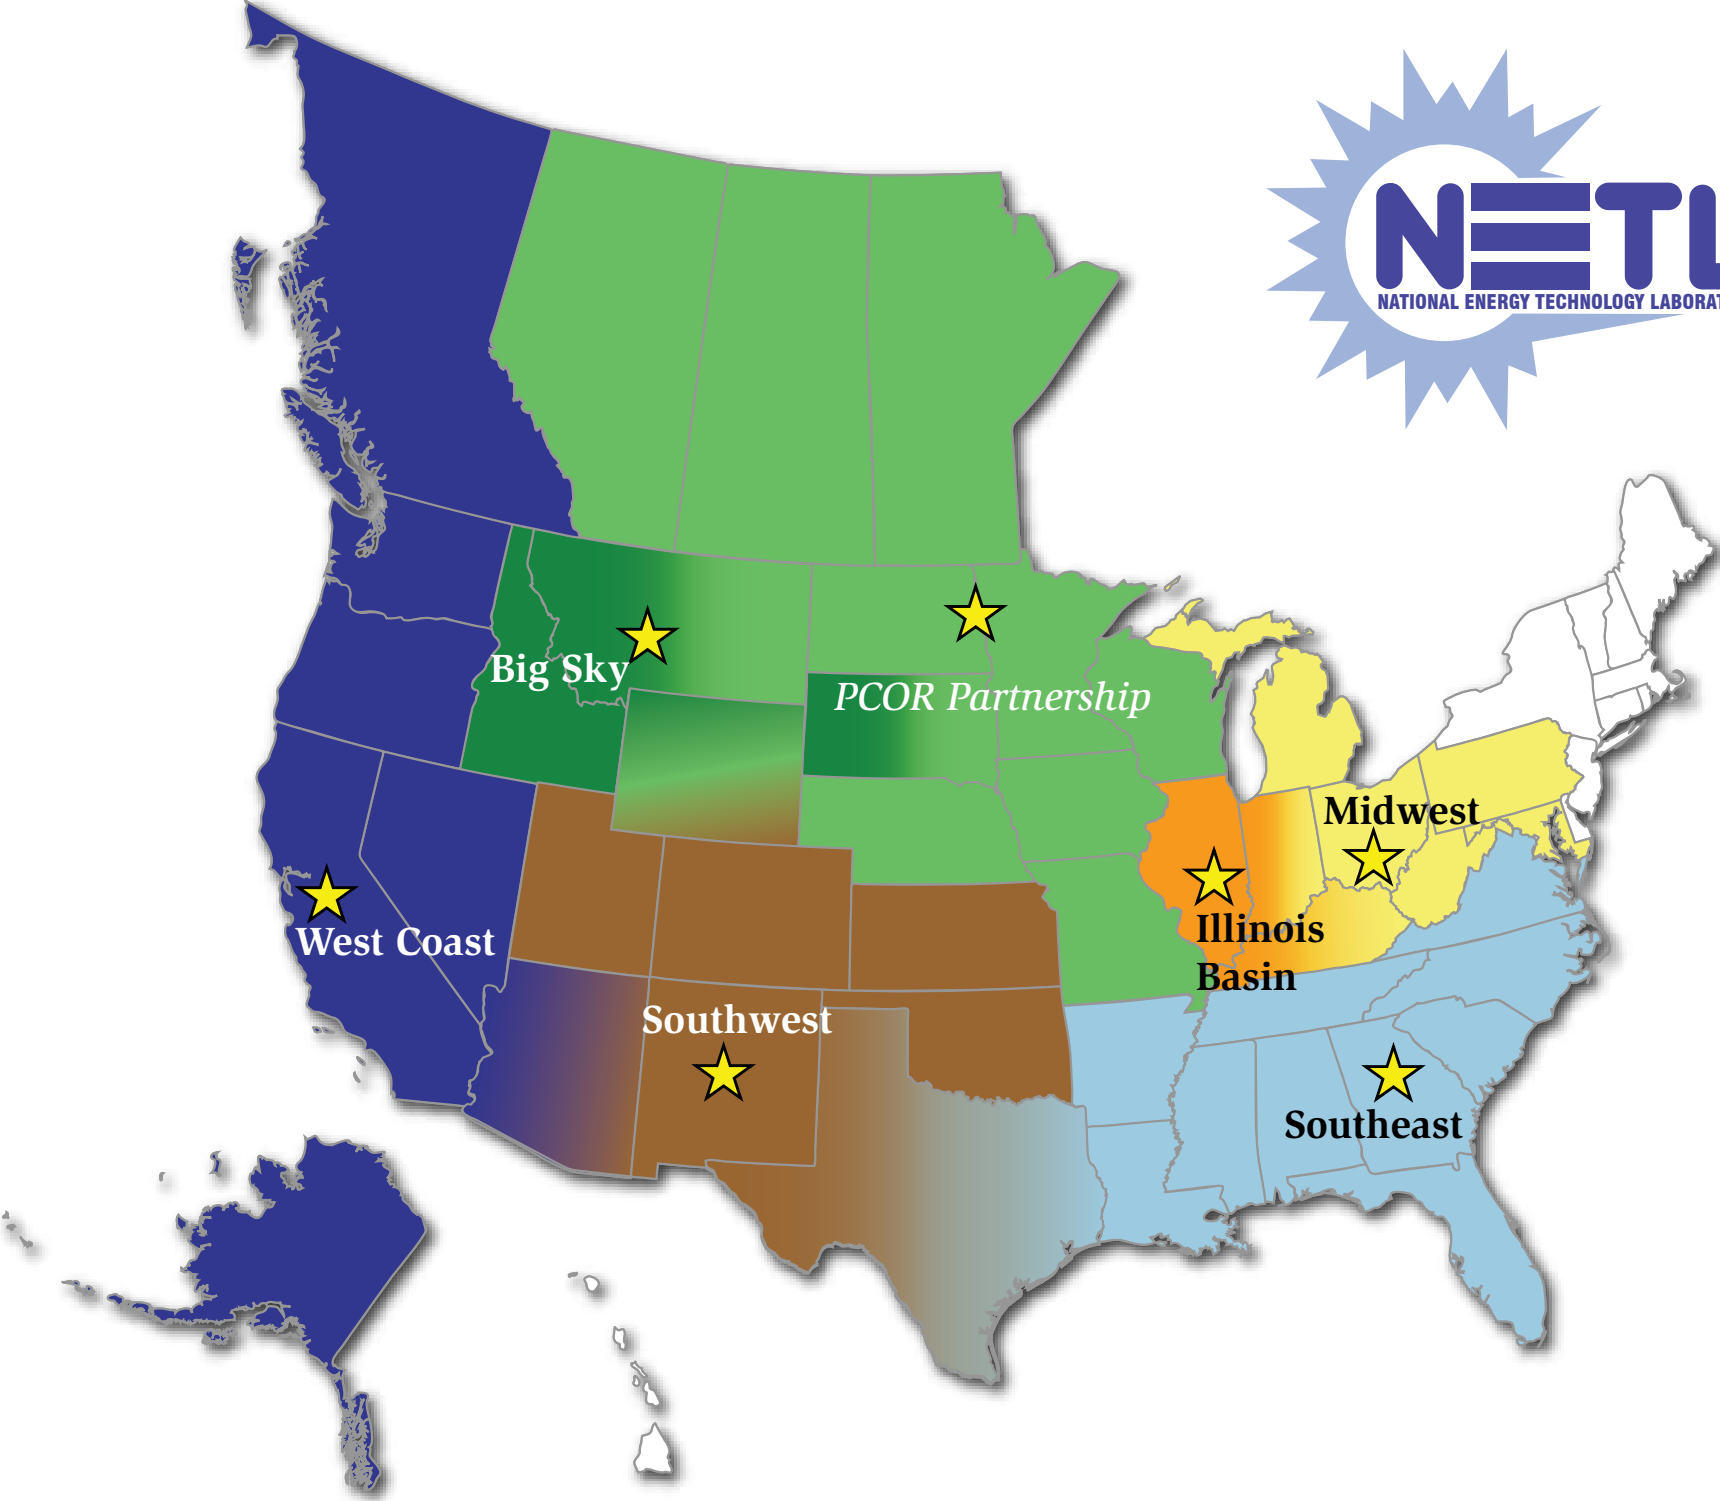 NETL
NATIONAL ENERGY TECHNOLOGY LABORAT
Big Sky
PCOR Partnership
Midwest
West Coast
Illinois
Basin
Southwest
Southeast